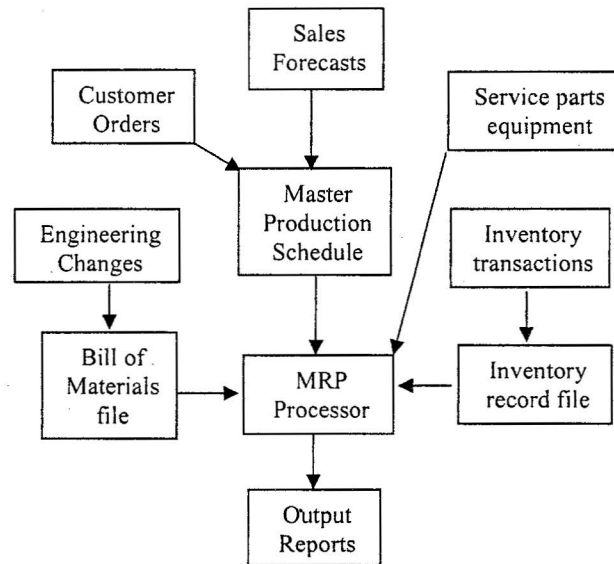 Sales
Forecasts
Customer
Orders
Service parts
equipment
Master
Production
Schedule
Engineering
Changes
Inventory
transactions
Bill of
Materials
file
MRP
Processor
Inventory
record file
Output
Reports